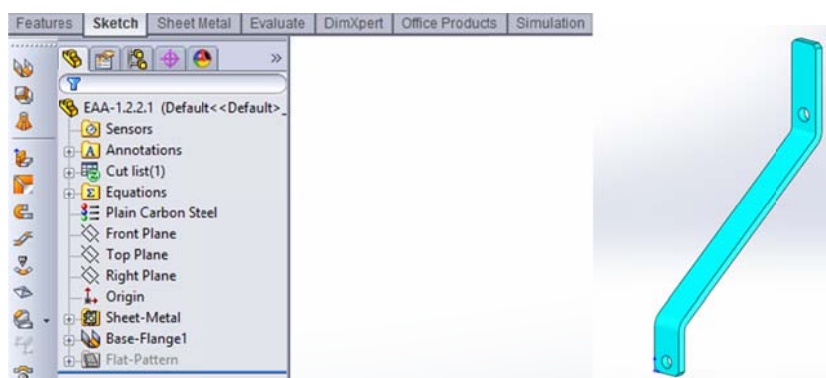 Features Sketch Sheet Metal Evaluate DimXpert Office Products Simulation
EAA-1.2.2.1 (Default<<Default>_
Sensors
Annotations
Cut list(1)
Equations
Plain Carbon Steel
Front Plane
Top Plane
Right Plane
Origin
Sheet-Metal
Base-Flange1
Flat-Pattern